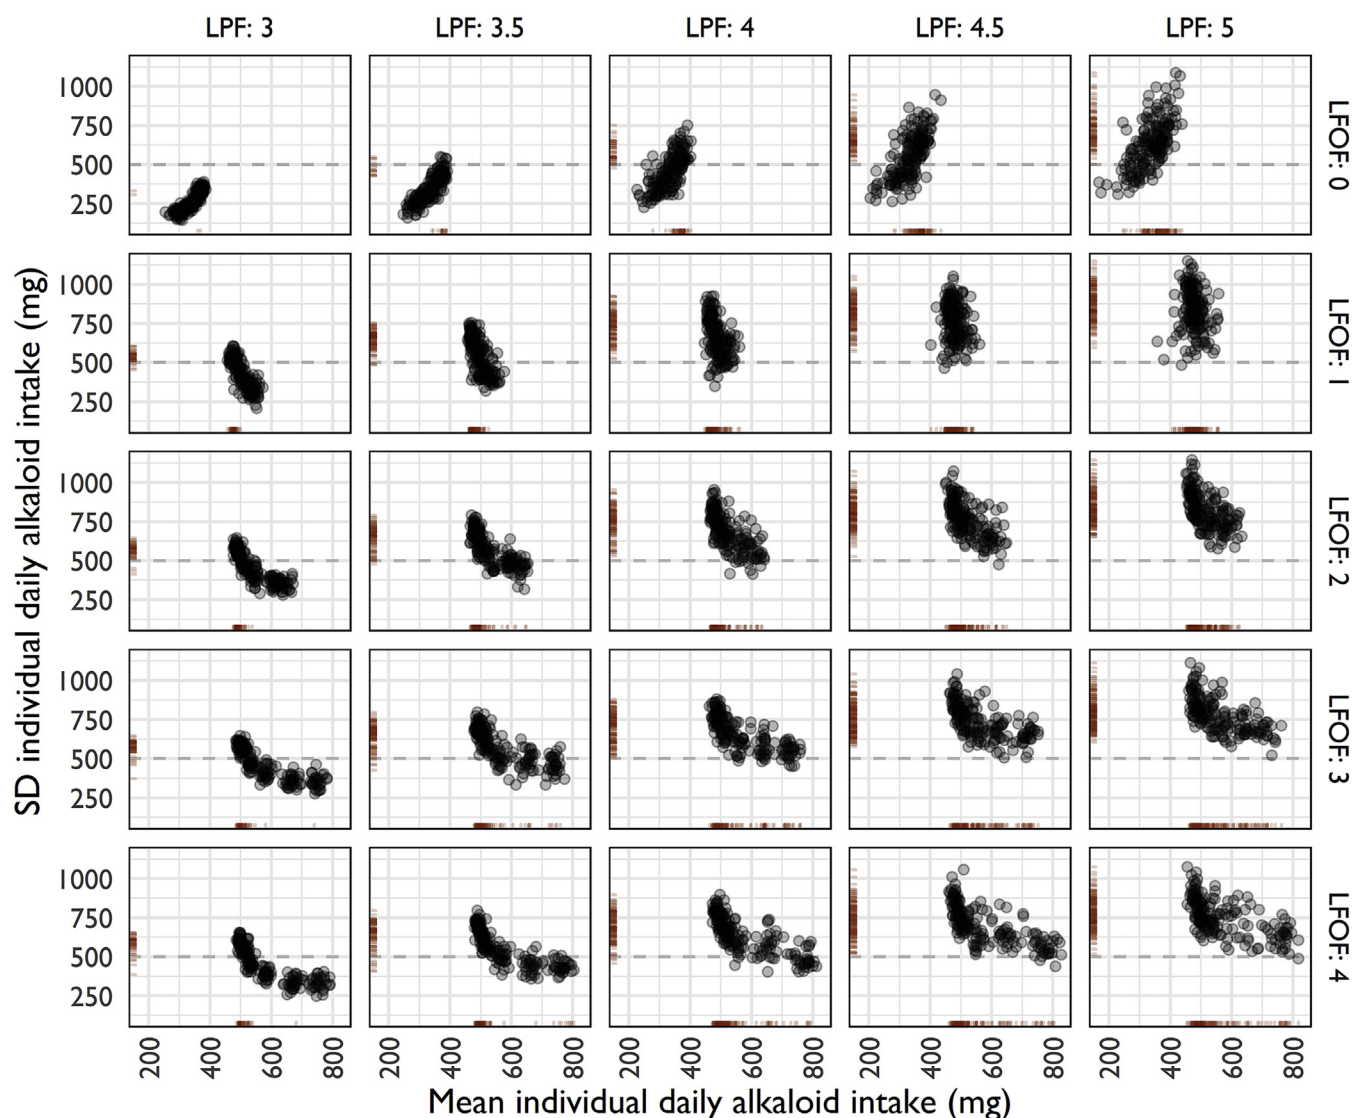 LPF: 3 LPF: 3.5 LPF: 4 LPF: 4.5 LPF: 5
1000
750
500
250
LFOF: 0
1000
750
500
250
LFOF: 1
1000
750
500
250
LFOF: 2
1000
750
500
250
LFOF: 3
1000
750
500
250
LFOF: 4
SD individual daily alkaloid intake (mg)
200 400 600 800 200 400 600 800 200 400 600 800 200 400 600 800 200 400 600 800
Mean individual daily alkaloid intake (mg)